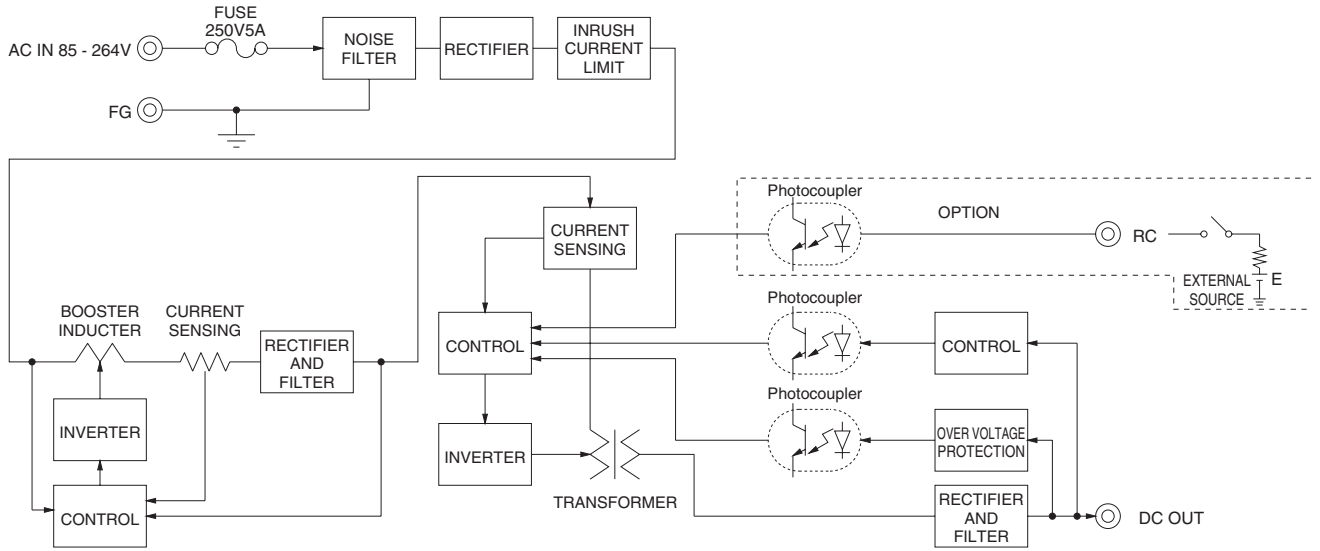 FUSE
250V5A
AC IN 85 - 264V
NOISE
FILTER
RECTIFIER
INRUSH
CURRENT
LIMIT
FG
Photocoupler
OPTION
RC
EXTERNAL
SOURCE
E
CURRENT
SENSING
BOOSTER
INDUCTER
CURRENT
SENSING
RECTIFIER
AND
FILTER
CONTROL
Photocoupler
CONTROL
Photocoupler
INVERTER
INVERTER
OVER VOLTAGE
PROTECTION
TRANSFORMER
CONTROL
RECTIFIER
AND
FILTER
DC OUT